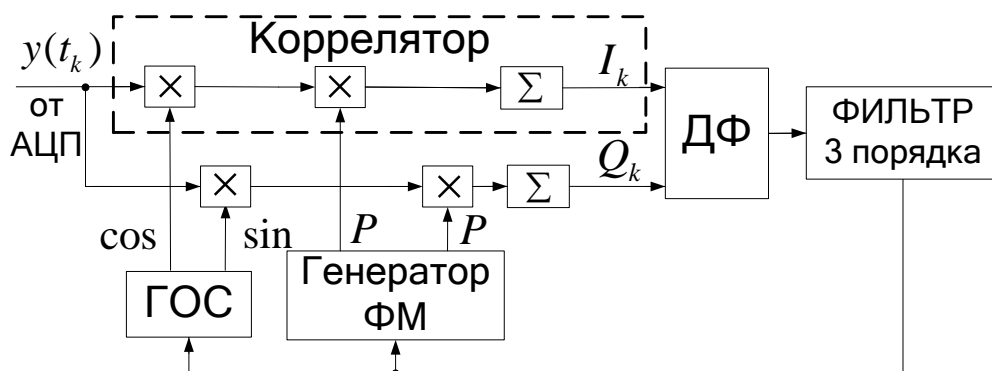 Коррелятор
y(t_k)
I_k
×
×
Σ
от
АЦП
ДФ
ФИЛЬТР
3 порядка
Q_k
×
×
Σ
cos
sin
P
P
ГОС
Генератор
ФМ